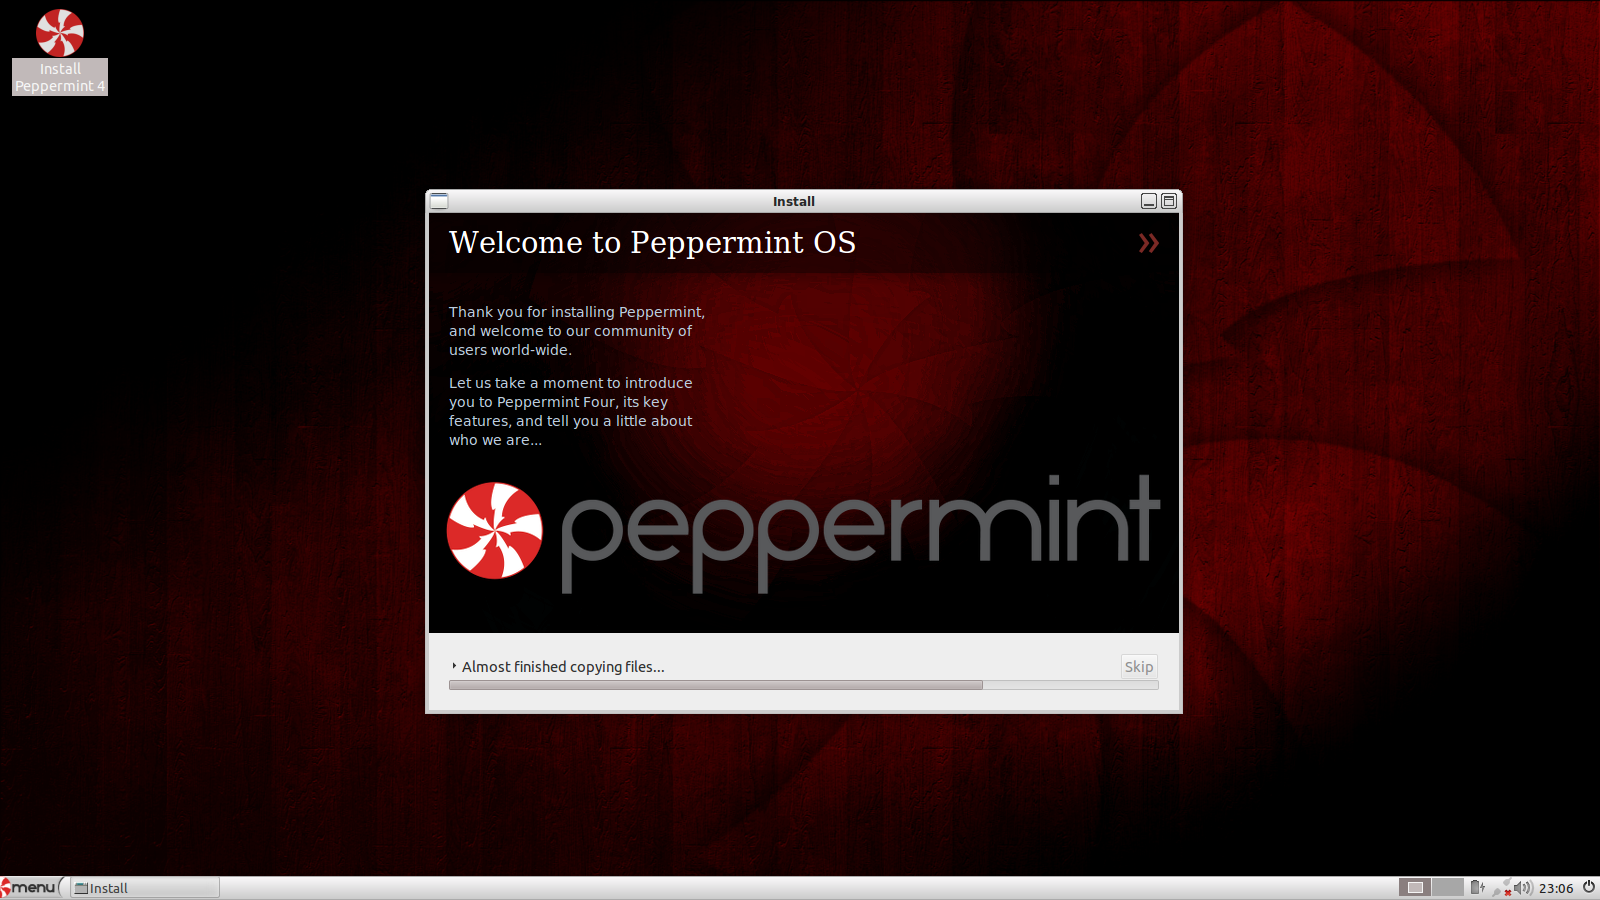 Install
Peppermint 4
Install
Welcome to Peppermint OS
Thank you for installing Peppermint,
and welcome to our community of
users world-wide.
Let us take a moment to introduce
you to Peppermint Four, its key
features, and tell you a little about
who we are...
peppermint
Almost finished copying files...
Skip
menu
Install
23:06